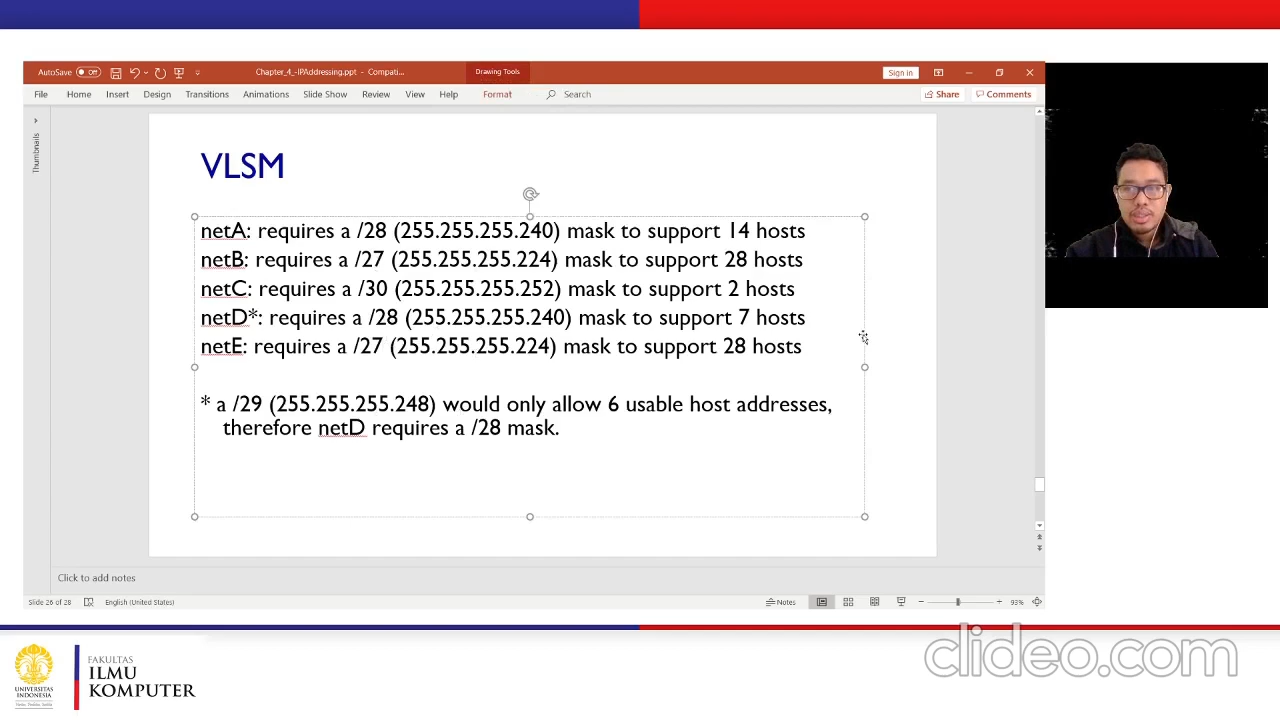 AutoSave Off
Chapter_4_-IPAddressing.ppt - Compati...
Drawing Tools
Sign in
File Home Insert Design Transitions Animations Slide Show Review View Help Format Search Share Comments
Thumbnails
VLSM
netA: requires a /28 (255.255.255.240) mask to support 14 hosts
netB: requires a /27 (255.255.255.224) mask to support 28 hosts
netC: requires a /30 (255.255.255.252) mask to support 2 hosts
netD*: requires a /28 (255.255.255.240) mask to support 7 hosts
netE: requires a /27 (255.255.255.224) mask to support 28 hosts
* a /29 (255.255.255.248) would only allow 6 usable host addresses,
therefore netD requires a /28 mask.
Click to add notes
Slide 26 of 28 English (United States) Notes 93%
UNIVERSITAS
INDONESIA
FAKULTAS
ILMU
KOMPUTER
clideo.com